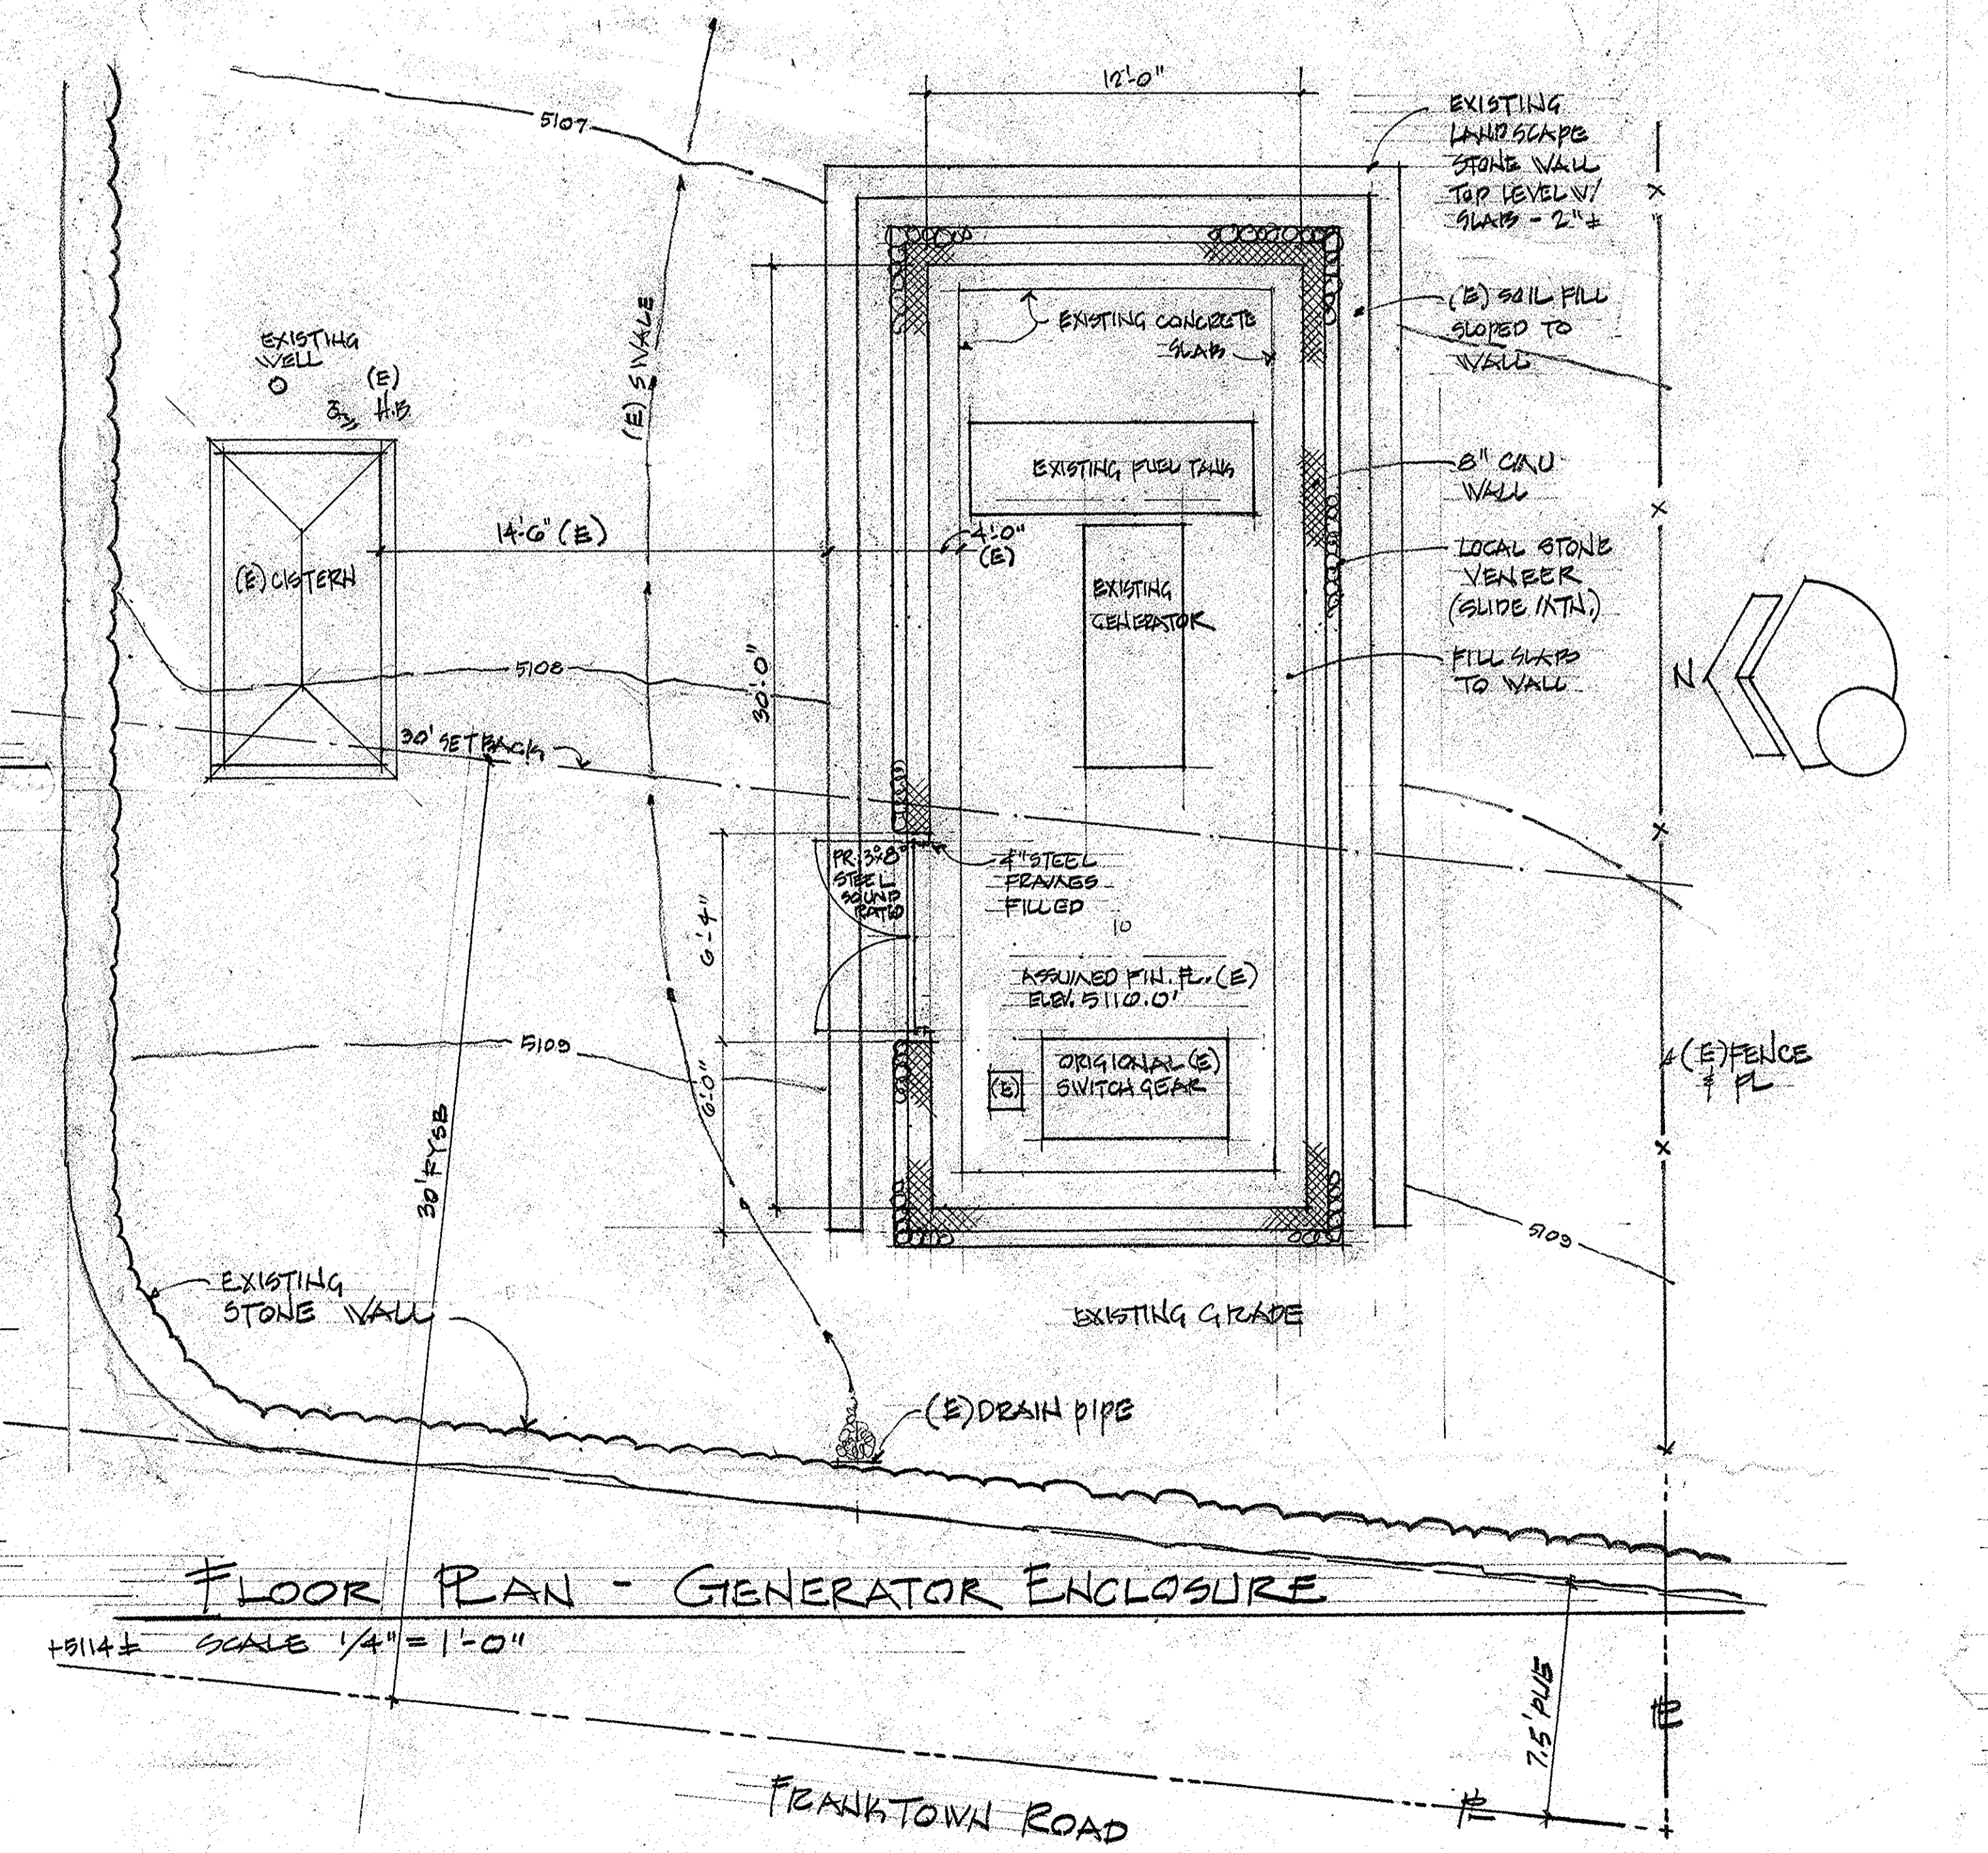 12'-0"
5107
EXISTING
LANDSCAPE
STONE WALL
TOP LEVEL W/
SLAB - 2"±
(E) SWALE
(E) SOIL FILL
SLOPED TO
WALL
EXISTING CONCRETE
SLAB
EXISTING
WELL
(E)
H.B.
EXISTING FUEL TANK
8" CMU
WALL
14'-6" (E)
4'-0"
(E)
LOCAL STONE
VENEER
(E) CISTERN
EXISTING
GENERATOR
FILL SLAB
TO WALL
N
5108
30'-0"
30' SETBACK
PR. 3°x8°
STEEL
SOUND
RATED
4" STEEL
FRAMES
FILLED
10
6'-4"
ASSUMED FIN. FL. (E)
ELEV. 5110.0'
5109
6'-0"
ORIGIONAL (E)
SWITCH GEAR
(E)
(E) FENCE
& PL
30' FYSB
5109
EXISTING
STONE WALL
EXISTING GRADE
(E) DRAIN PIPE
FLOOR PLAN - GENERATOR ENCLOSURE
+5114± SCALE 1/4" = 1'-0"
7.5' PUE
PL
PL
FRANKTOWN ROAD